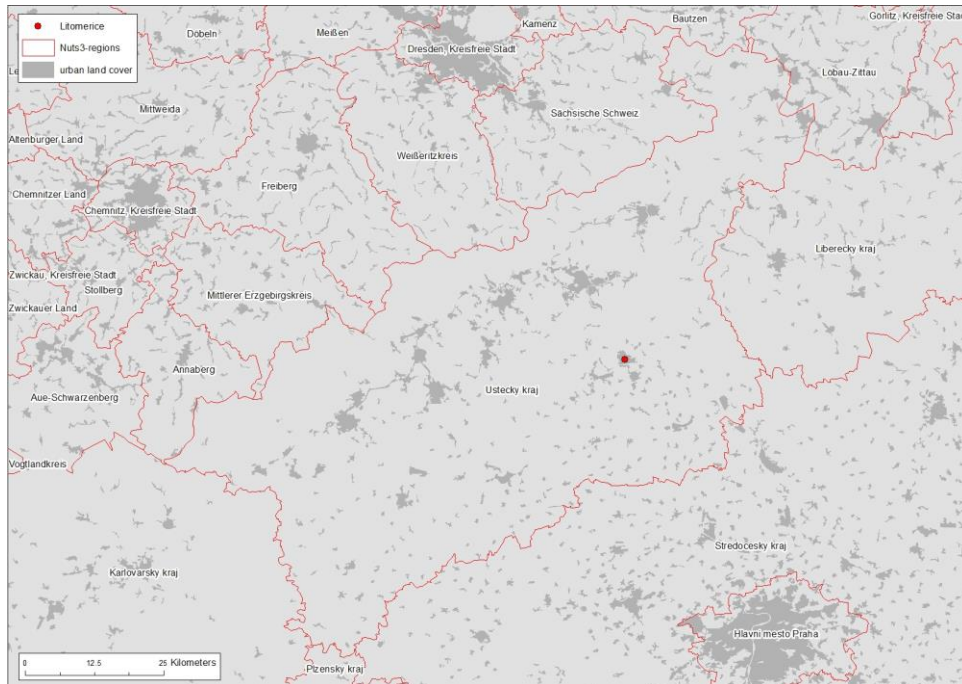 Litomerice
Nuts3-regions
urban land cover
Döbeln
Meißen
Kamenz
Bautzen
Görlitz, Kreisfreie Stad
Dresden, Kreisfreie Stadt
Löbau-Zittau
Mittweida
Sächsische Schweiz
Altenburger Land
Weißeritzkreis
Freiberg
Chemnitzer Land
Chemnitz, Kreisfreie Stadt
Liberecky kraj
Zwickau, Kreisfreie Stadt
Stollberg
Mittlerer Erzgebirgskreis
Zwickauer Land
Annaberg
Ustecky kraj
Aue-Schwarzenberg
Vogtlandkreis
Stredocesky kraj
Karlovarsky kraj
Hlavni mesto Praha
Plzensky kraj
0 12.5 25 Kilometers